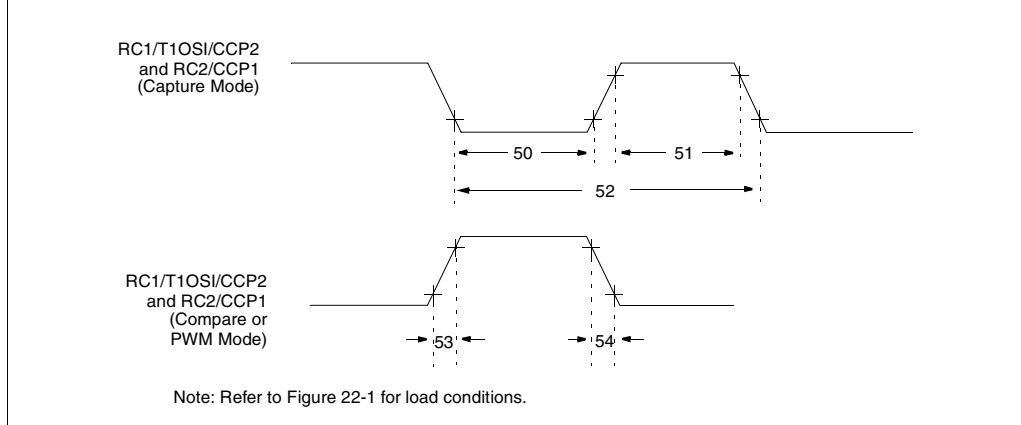 RC1/T1OSI/CCP2
and RC2/CCP1
(Capture Mode)
50
51
52
RC1/T1OSI/CCP2
and RC2/CCP1
(Compare or
PWM Mode)
53
54
Note: Refer to Figure 22-1 for load conditions.